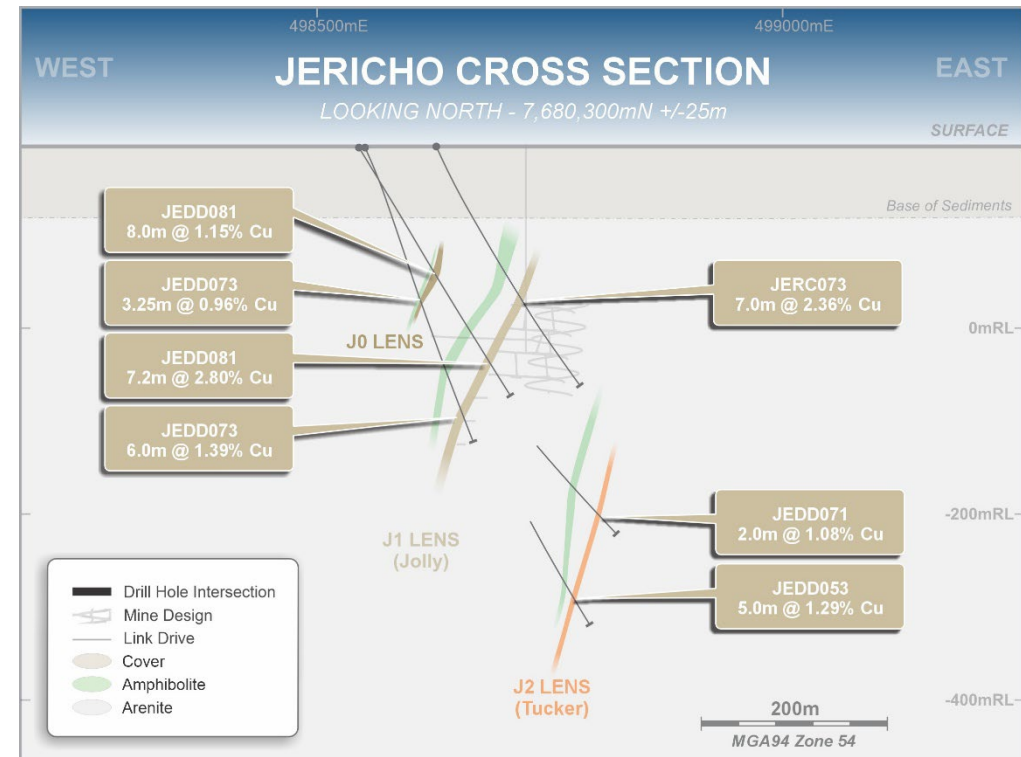 498500mE
499000mE
WEST
JERICHO CROSS SECTION
EAST
LOOKING NORTH - 7,680,300mN +/-25m
SURFACE
Base of Sediments
JEDD081
8.0m @ 1.15% Cu
JEDD073
3.25m @ 0.96% Cu
JERC073
7.0m @ 2.36% Cu
0mRL
J0 LENS
JEDD081
7.2m @ 2.80% Cu
JEDD073
6.0m @ 1.39% Cu
JEDD071
2.0m @ 1.08% Cu
-200mRL
J1 LENS
(Jolly)
JEDD053
5.0m @ 1.29% Cu
Drill Hole Intersection
Mine Design
Link Drive
Cover
Amphibolite
Arenite
J2 LENS
(Tucker)
-400mRL
200m
MGA94 Zone 54